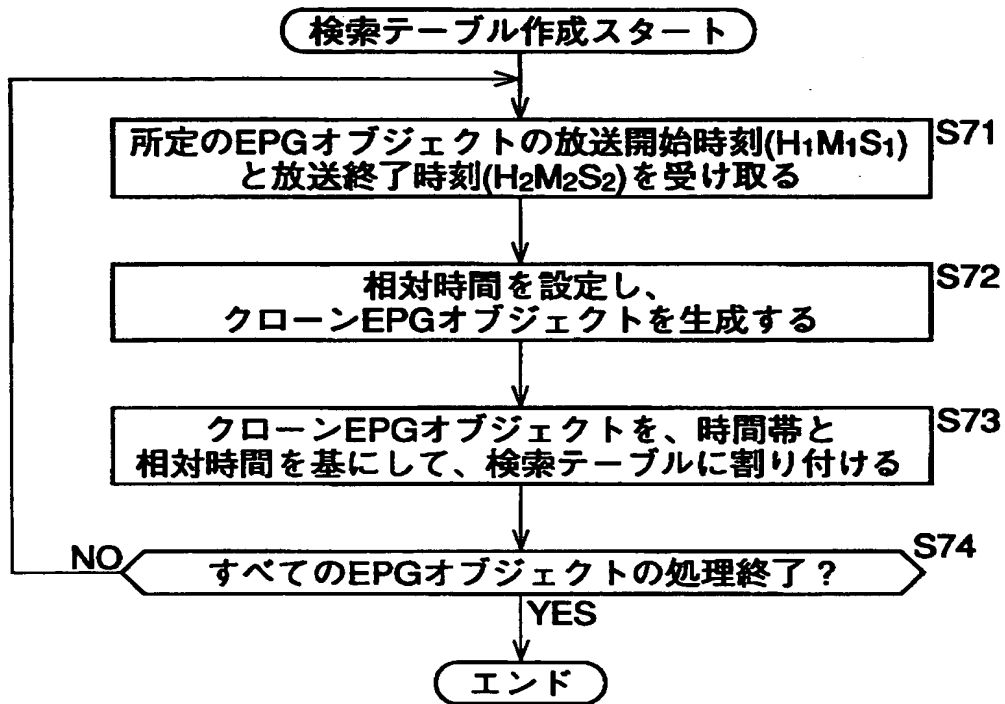 検索テーブル作成スタート
所定のEPGオブジェクトの放送開始時刻(H₁M₁S₁)
と放送終了時刻(H₂M₂S₂)を受け取る
S71
相対時間を設定し、
クローンEPGオブジェクトを生成する
S72
クローンEPGオブジェクトを、時間帯と
相対時間を基にして、検索テーブルに割り付ける
S73
すべてのEPGオブジェクトの処理終了？
S74
NO
YES
エンド